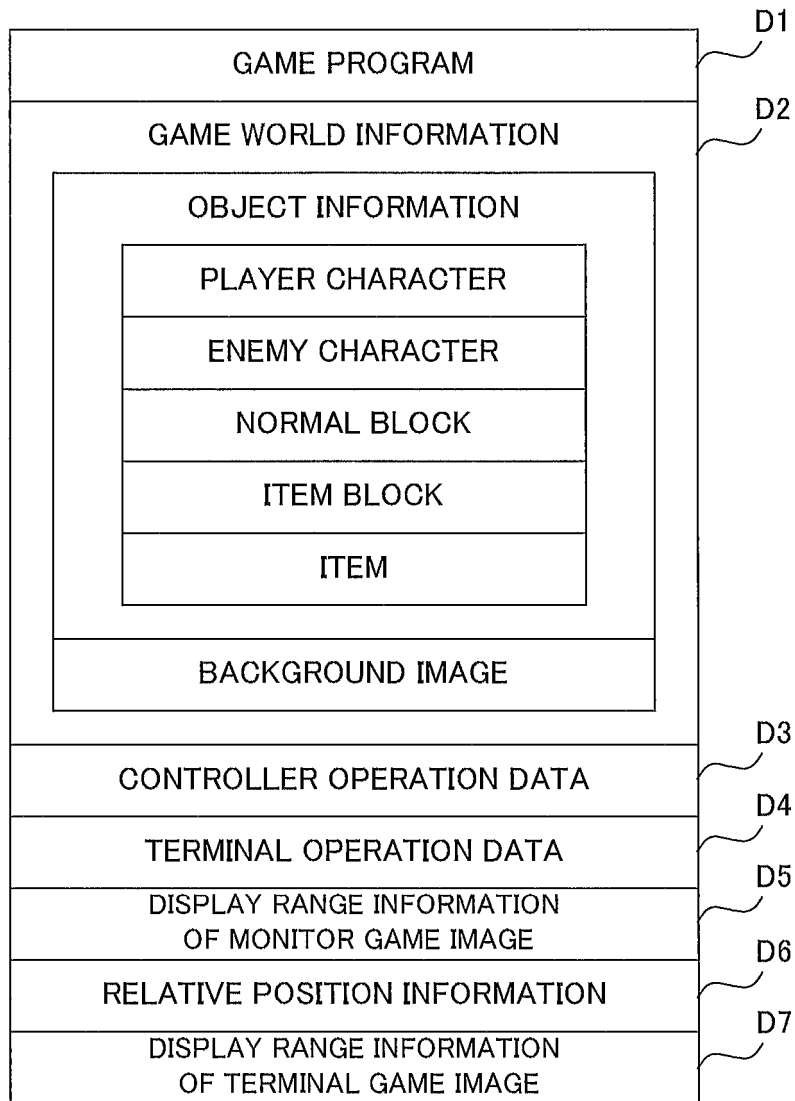 D1
GAME PROGRAM
D2
GAME WORLD INFORMATION
OBJECT INFORMATION
PLAYER CHARACTER
ENEMY CHARACTER
NORMAL BLOCK
ITEM BLOCK
ITEM
BACKGROUND IMAGE
D3
CONTROLLER OPERATION DATA
D4
TERMINAL OPERATION DATA
D5
DISPLAY RANGE INFORMATION
OF MONITOR GAME IMAGE
D6
RELATIVE POSITION INFORMATION
D7
DISPLAY RANGE INFORMATION
OF TERMINAL GAME IMAGE